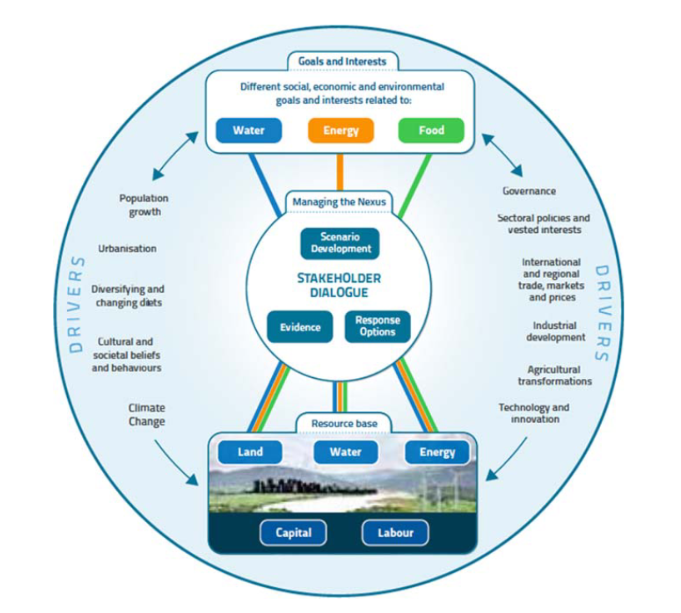 Goals and Interests
Different social, economic and environmental
goals and interests related to:
Water
Energy
Food
Managing the Nexus
Scenario
Development
STAKEHOLDER
DIALOGUE
Evidence
Response
Options
Resource base
Land
Water
Energy
Capital
Labour
DRIVERS
Population
growth
Urbanisation
Diversifying and
changing diets
Cultural and
societal beliefs
and behaviours
Climate
Change
DRIVERS
Governance
Sectoral policies and
vested interests
International
and regional
trade, markets
and prices
Industrial
development
Agricultural
transformations
Technology and
innovation